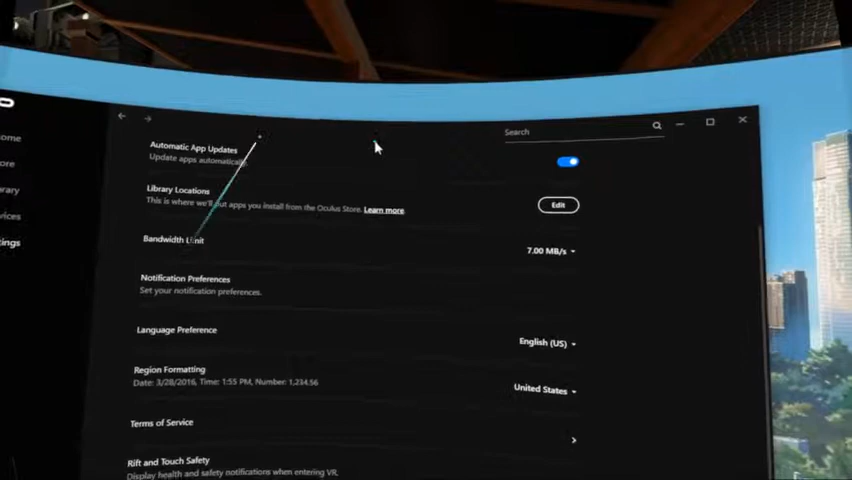 Search
Automatic App Updates
Update apps automatically.
Library Locations
This is where we'll put apps you install from the Oculus Store. Learn more
Edit
Bandwidth Unit
7.00 MB/s
Notification Preferences
Set your notification preferences.
Language Preference
English (US)
Region Formatting
Date: 3/28/2016, Time: 1:55 PM, Number: 1,234.56
United States
Terms of Service
Rift and Touch Safety
Display health and safety notifications when entering VR.